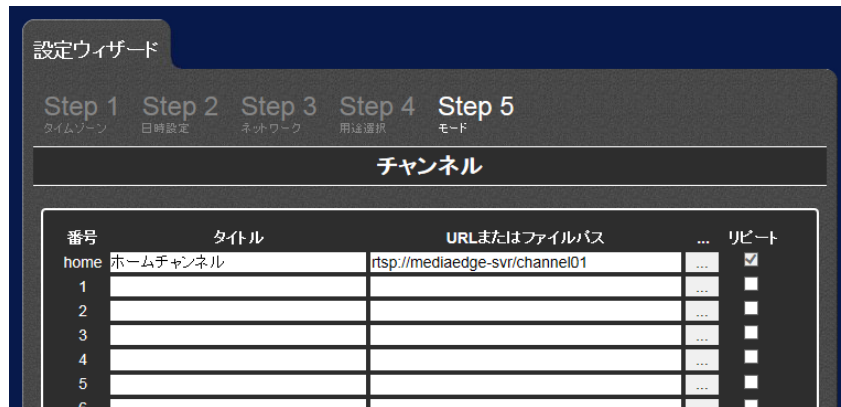 設定ウィザード
Step 1 Step 2 Step 3 Step 4 Step 5
タイムゾーン 日時設定 ネットワーク 用途選択 モード
チャンネル
番号 タイトル URLまたはファイルパス ... リピート
home ホームチャンネル rtsp://mediaedge-svr/channel01 ...
1 ...
2 ...
3 ...
4 ...
5 ...